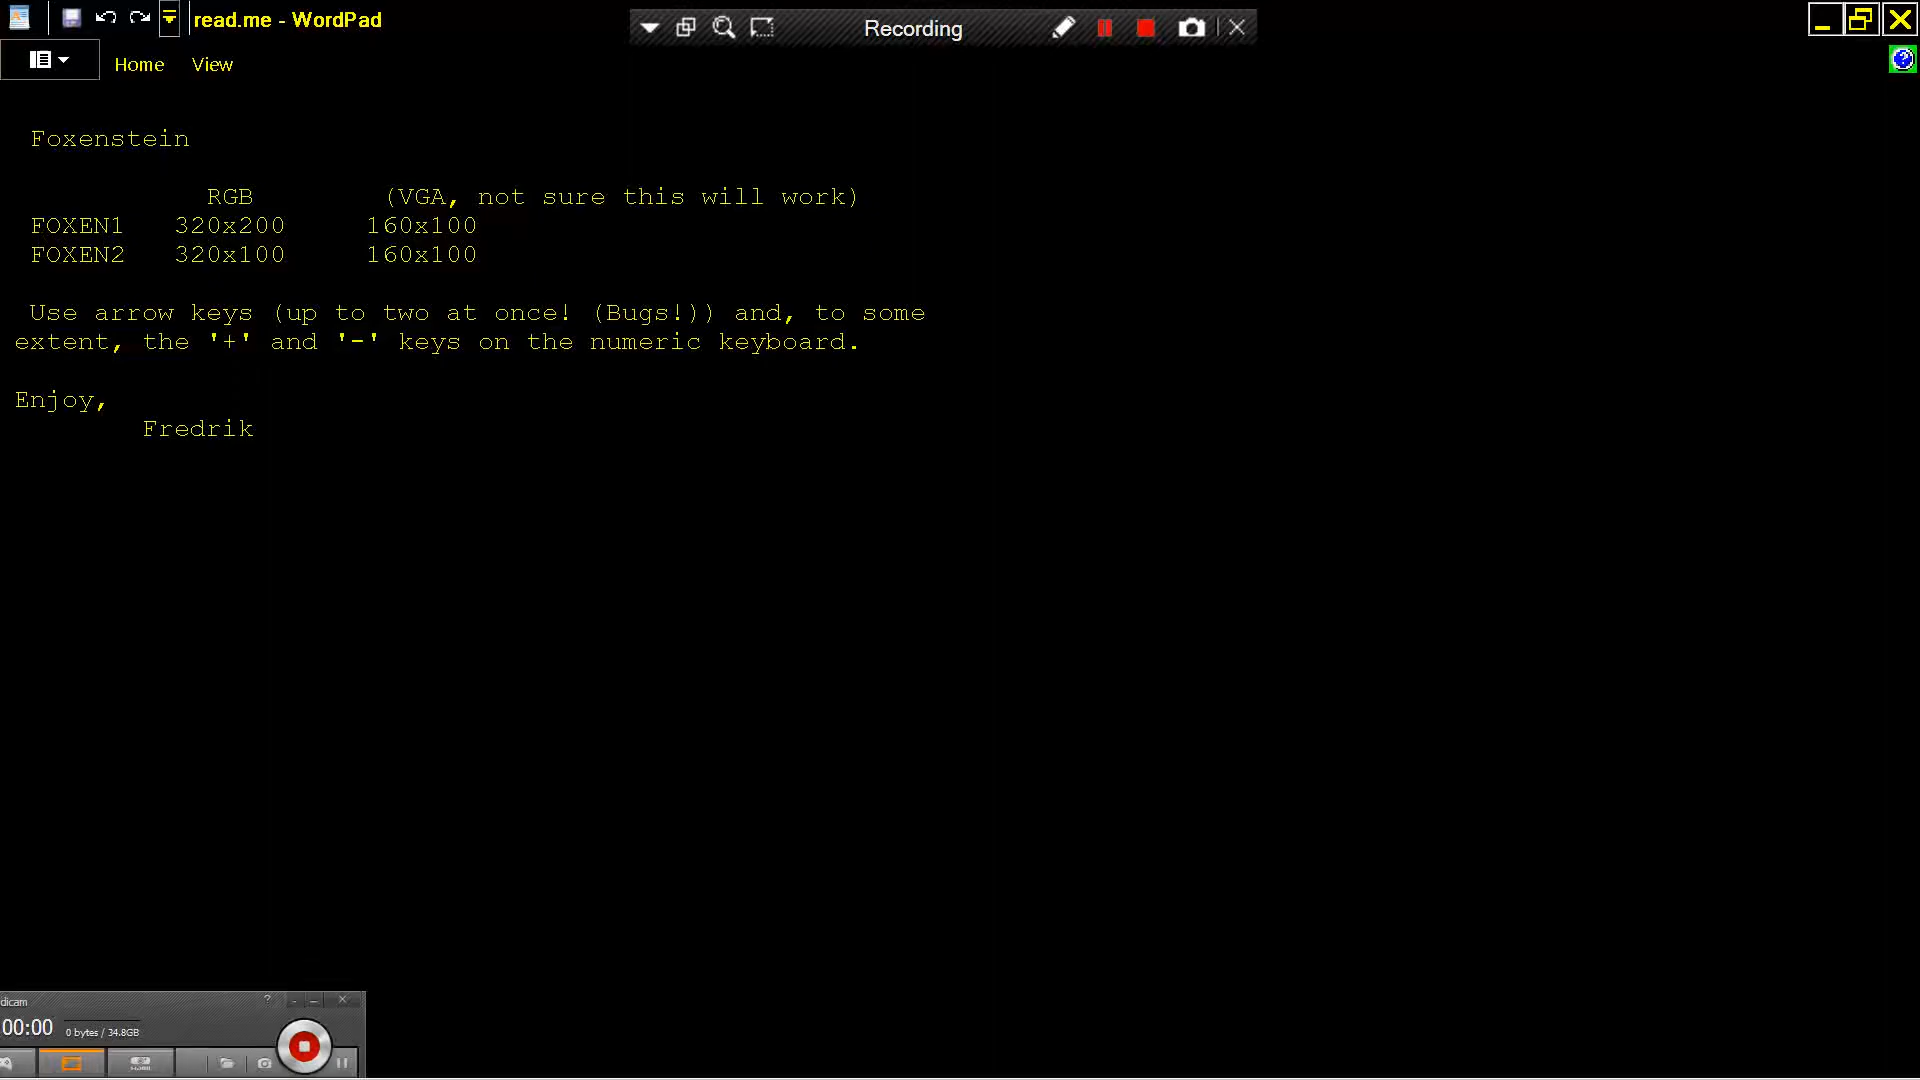 read.me - WordPad
Recording
Home View
Foxenstein
RGB (VGA, not sure this will work)
FOXEN1 320x200 160x100
FOXEN2 320x100 160x100
Use arrow keys (up to two at once! (Bugs!)) and, to some
extent, the '+' and '-' keys on the numeric keyboard.
Enjoy,
Fredrik
dicam
00:00 0 bytes / 34.8GB